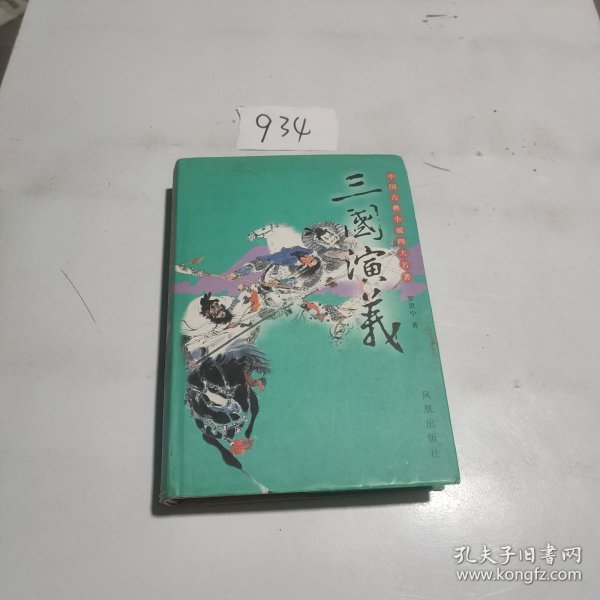 934
中国古典小说四大名著
三國演義
罗贯中 著
凤凰出版社
孔夫子旧书网
www.kongfz.com